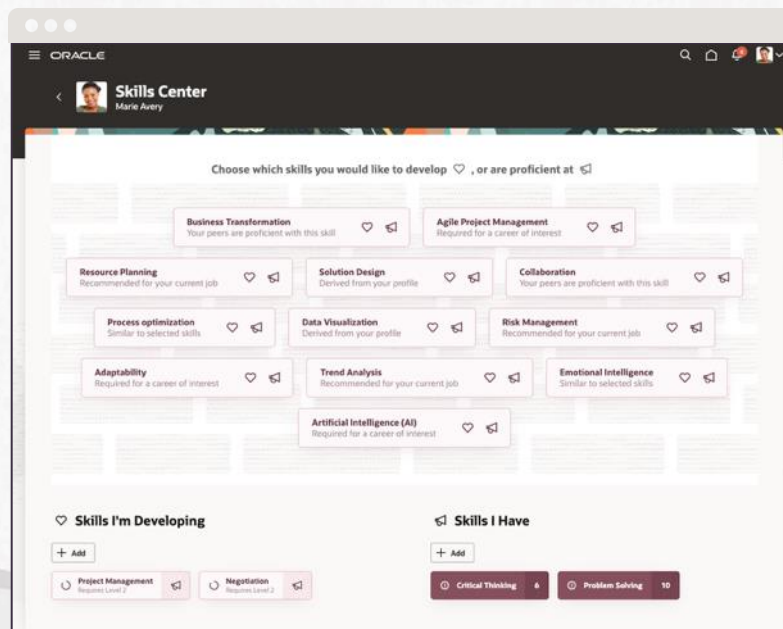 ORACLE
Skills Center
Marie Avery
Choose which skills you would like to develop , or are proficient at
Business Transformation
Your peers are proficient with this skill
Agile Project Management
Required for a career of interest
Resource Planning
Recommended for your current job
Solution Design
Derived from your profile
Collaboration
Your peers are proficient with this skill
Process optimization
Similar to selected skills
Data Visualization
Derived from your profile
Risk Management
Recommended for your current job
Adaptability
Required for a career of interest
Trend Analysis
Recommended for your current job
Emotional Intelligence
Similar to selected skills
Artificial Intelligence (AI)
Required for a career of interest
Skills I'm Developing
+ Add
Project Management
Requires Level 2
Negotiation
Requires Level 2
Skills I Have
+ Add
Critical Thinking 6
Problem Solving 10